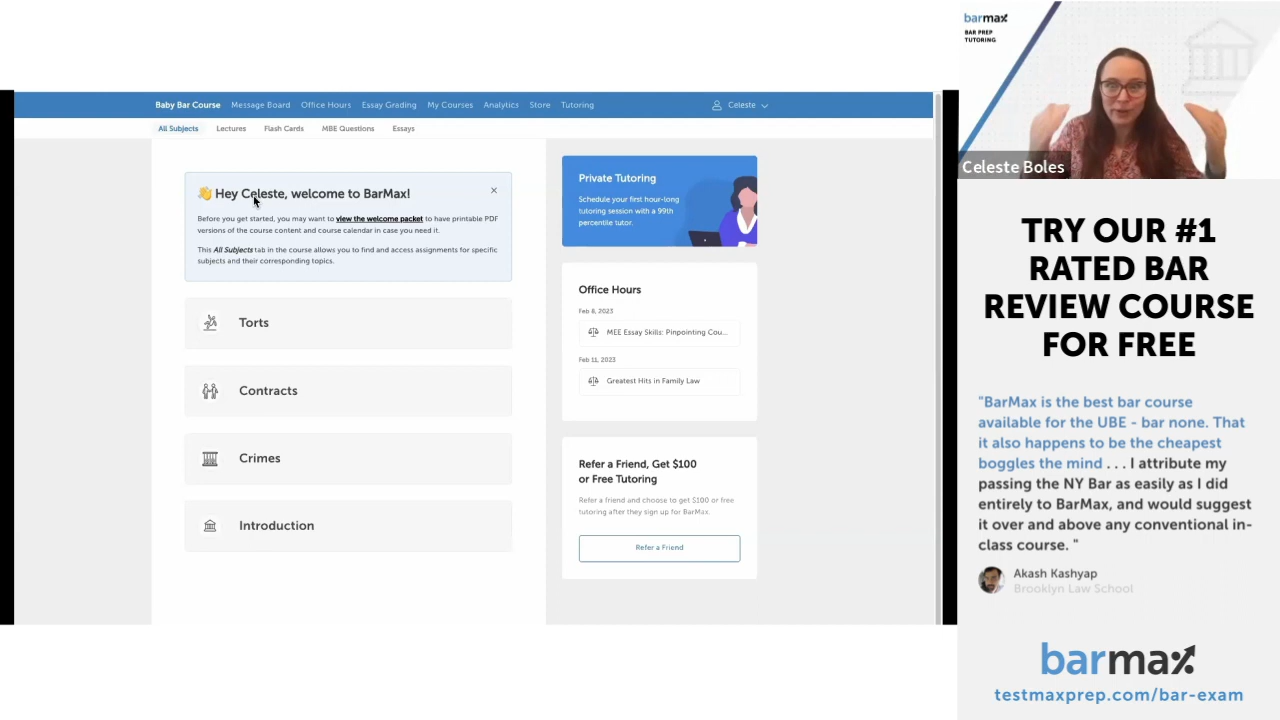 Baby Bar Course Message Board Office Hours Essay Grading My Courses Analytics Store Tutoring Celeste
All Subjects Lectures Flash Cards MBE Questions Essays
👋 Hey Celeste, welcome to BarMax!
Before you get started, you may want to view the welcome packet to have printable PDF
versions of the course content and course calendar in case you need it.
This All Subjects tab in the course allows you to find and access assignments for specific
subjects and their corresponding topics.
Torts
Contracts
Crimes
Introduction
Private Tutoring
Schedule your first hour-long
tutoring session with a 99th
percentile tutor.
Office Hours
Feb 8, 2023
MEE Essay Skills: Pinpointing Cou...
Feb 11, 2023
Greatest Hits in Family Law
Refer a Friend, Get $100
or Free Tutoring
Refer a friend and choose to get $100 or free
tutoring after they sign up for BarMax.
Refer a Friend
barmax
BAR PREP
TUTORING
Celeste Boles
TRY OUR #1
RATED BAR
REVIEW COURSE
FOR FREE
"BarMax is the best bar course
available for the UBE - bar none. That
it also happens to be the cheapest
boggles the mind . . . I attribute my
passing the NY Bar as easily as I did
entirely to BarMax, and would suggest
it over and above any conventional in-
class course. "
Akash Kashyap
Brooklyn Law School
barmax
testmaxprep.com/bar-exam